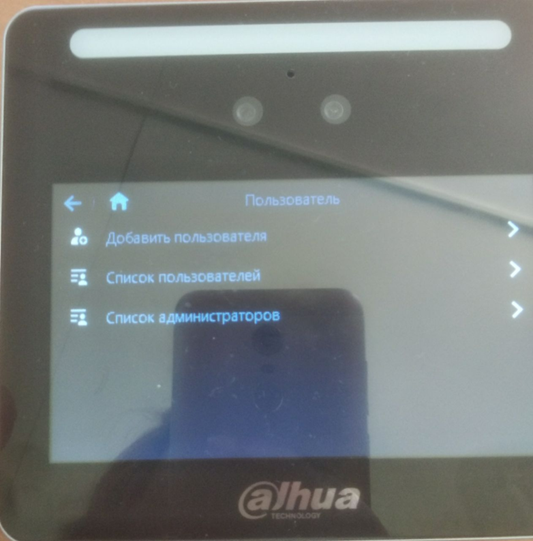 Пользователь
Добавить пользователя
Список пользователей
Список администраторов
alhua
TECHNOLOGY